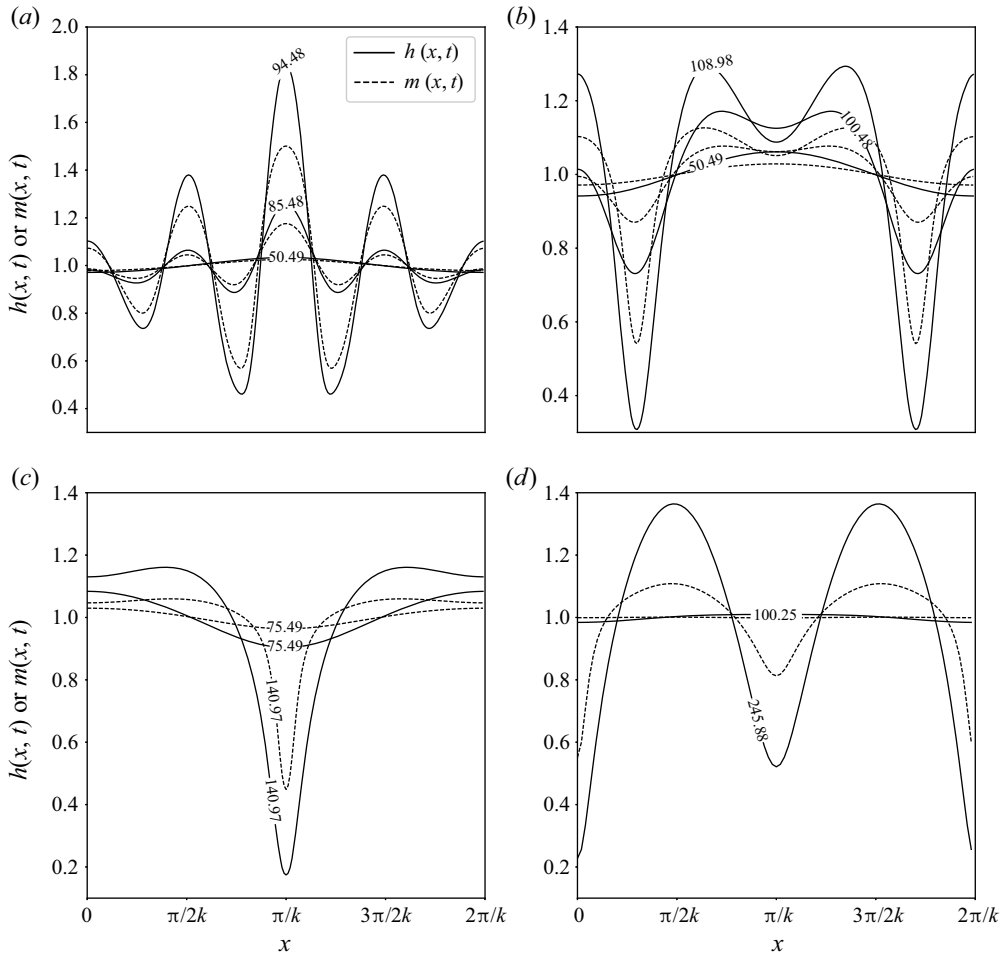 (a)
(b)
2.0
1.8
1.6
1.4
1.2
1.0
0.8
0.6
0.4
h(x, t) or m(x, t)
h (x, t)
m (x, t)
94.48
85.48
50.49
1.4
1.2
1.0
0.8
0.6
0.4
108.98
100.48
50.49
(c)
(d)
1.4
1.2
1.0
0.8
0.6
0.4
0.2
h(x, t) or m(x, t)
75.49
75.49
140.97
140.97
0
π/2k
π/k
3π/2k
2π/k
x
1.4
1.2
1.0
0.8
0.6
0.4
0.2
100.25
245.88
0
π/2k
π/k
3π/2k
2π/k
x